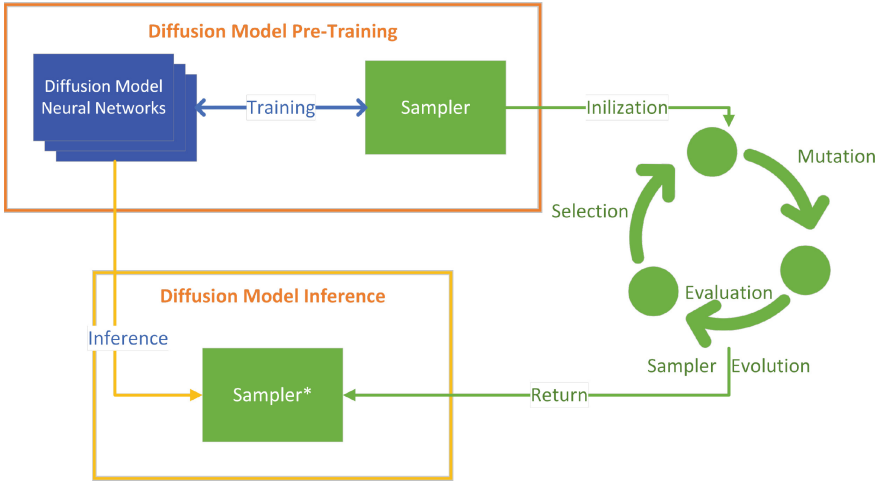 Diffusion Model Pre-Training
Diffusion Model
Neural Networks
Training
Sampler
Inilization
Mutation
Selection
Evaluation
Sampler Evolution
Diffusion Model Inference
Inference
Sampler*
Return